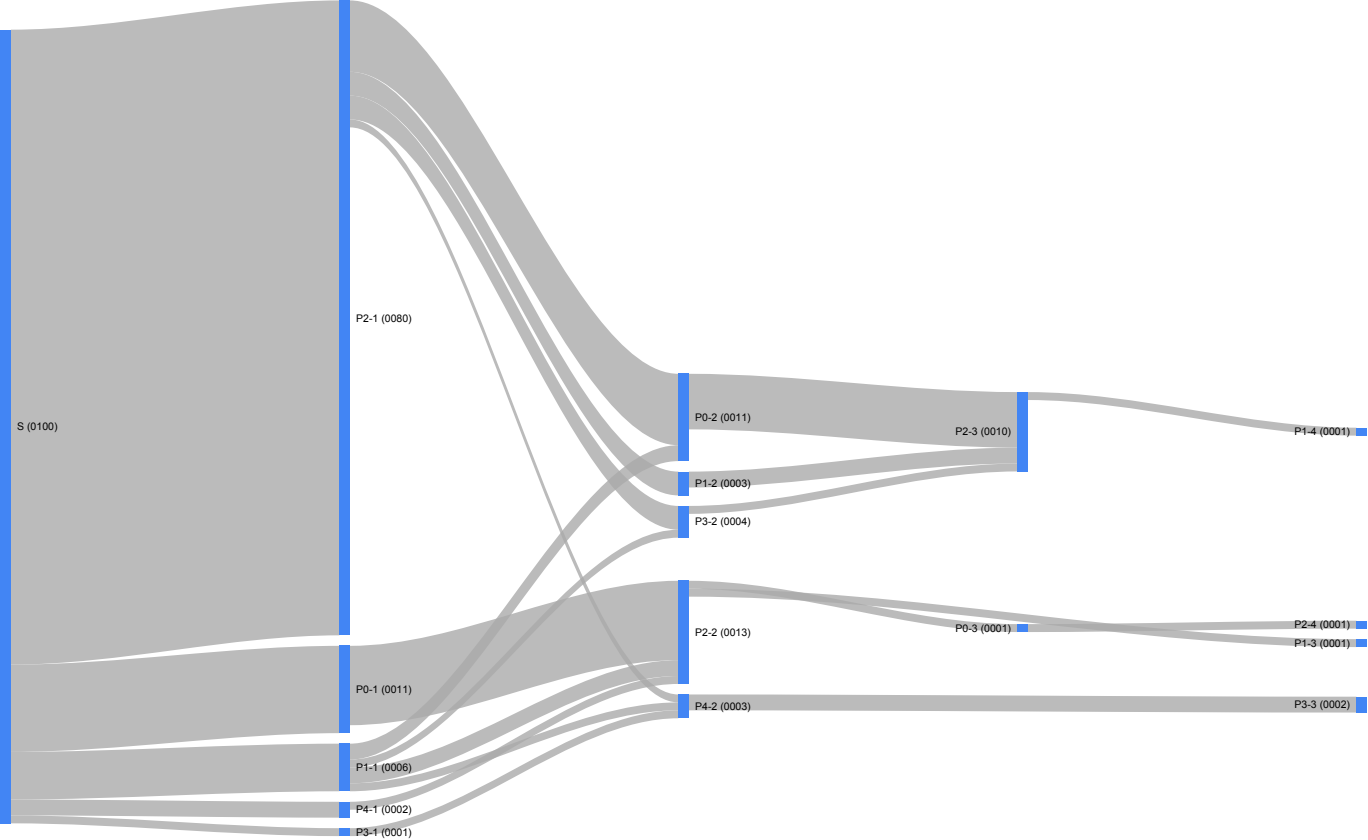 S (0100)
P2-1 (0080)
P0-1 (0011)
P1-1 (0006)
P4-1 (0002)
P3-1 (0001)
P0-2 (0011)
P1-2 (0003)
P3-2 (0004)
P2-2 (0013)
P4-2 (0003)
P2-3 (0010)
P0-3 (0001)
P1-4 (0001)
P2-4 (0001)
P1-3 (0001)
P3-3 (0002)